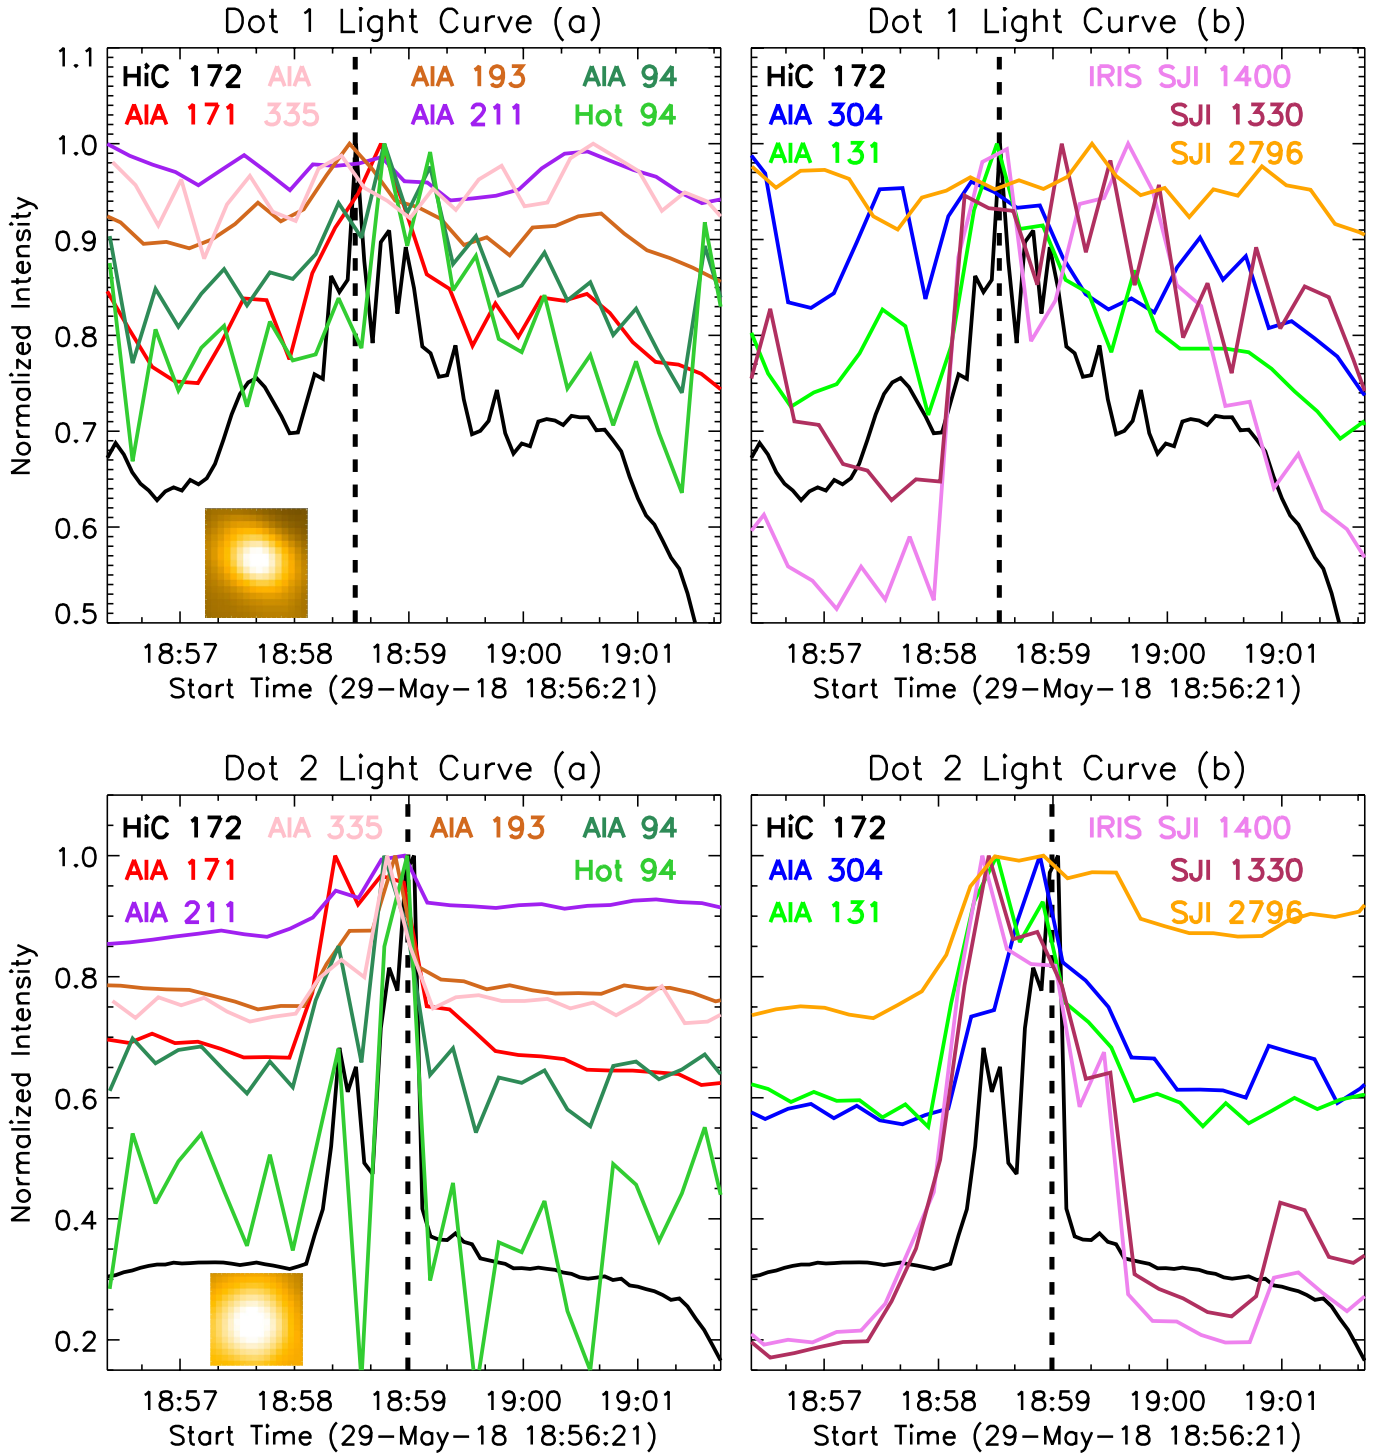 Dot 1 Light Curve (a)
Dot 1 Light Curve (b)
1.1
HiC 172 AIA AIA 193 AIA 94
AIA 171 335 AIA 211 Hot 94
HiC 172 IRIS SJI 1400
AIA 304 SJI 1330
AIA 131 SJI 2796
1.0
0.9
0.8
0.7
0.6
0.5
Normalized Intensity
18:57 18:58 18:59 19:00 19:01
18:57 18:58 18:59 19:00 19:01
Start Time (29-May-18 18:56:21)
Start Time (29-May-18 18:56:21)
Dot 2 Light Curve (a)
Dot 2 Light Curve (b)
HiC 172 AIA 335 AIA 193 AIA 94
AIA 171 Hot 94
AIA 211
HiC 172 IRIS SJI 1400
AIA 304 SJI 1330
AIA 131 SJI 2796
1.0
0.8
0.6
0.4
0.2
Normalized Intensity
18:57 18:58 18:59 19:00 19:01
18:57 18:58 18:59 19:00 19:01
Start Time (29-May-18 18:56:21)
Start Time (29-May-18 18:56:21)